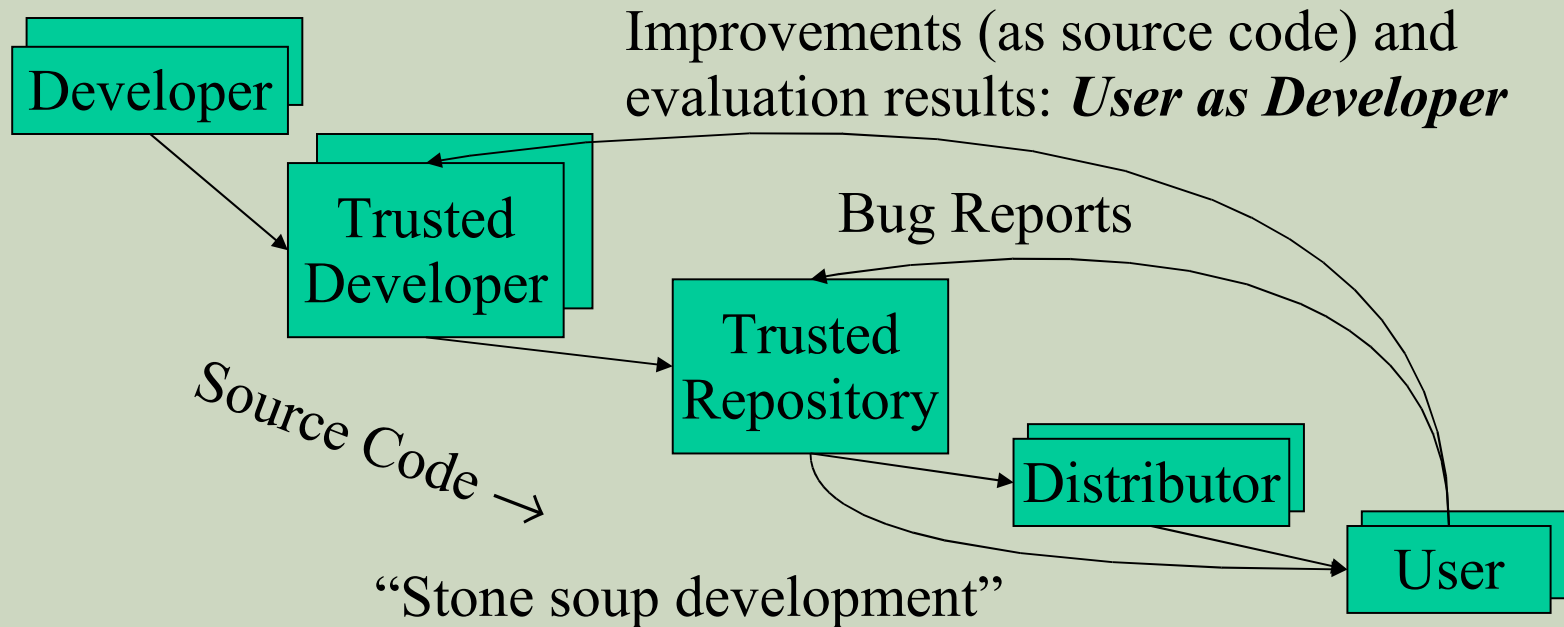 Improvements (as source code) and
evaluation results: User as Developer
Developer
Trusted
Developer
Bug Reports
Trusted
Repository
Source Code →
Distributor
User
“Stone soup development”